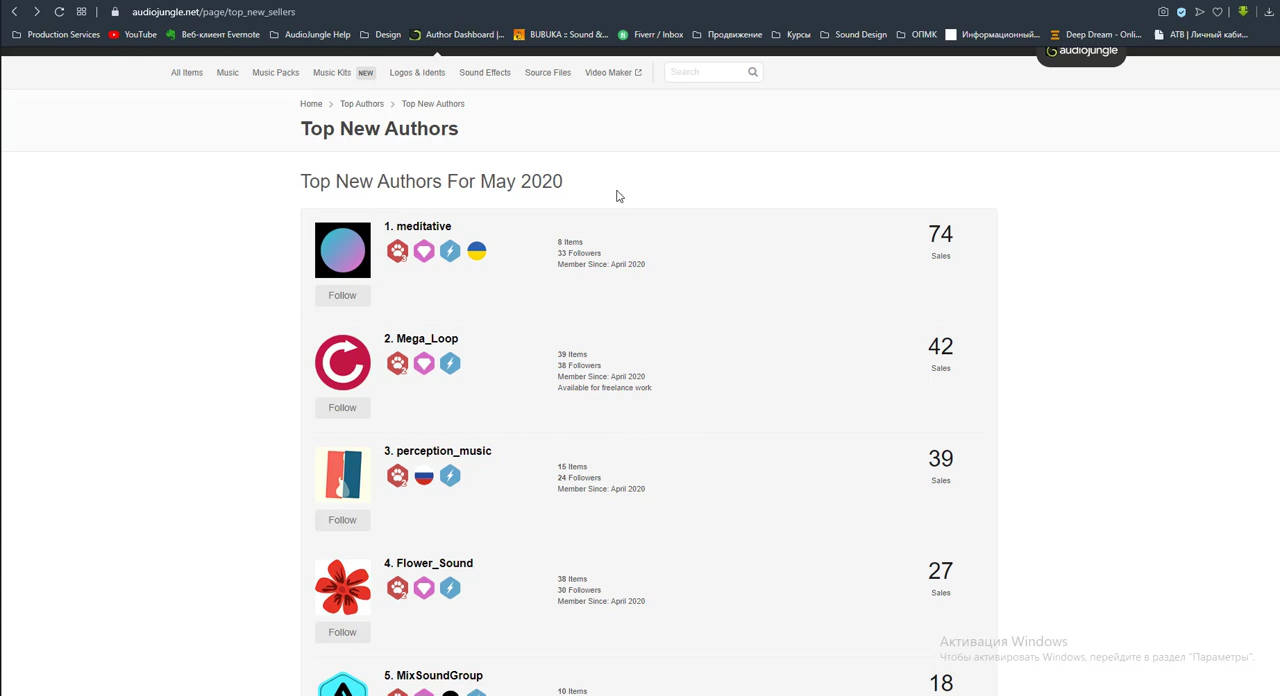 audiojungle.net/page/top_new_sellers
Production Services YouTube Веб-клиент Evernote AudioJungle Help Design Author Dashboard |... BUBUKA :: Sound &... Fiverr / Inbox Продвижение Курсы Sound Design ОПМК Информационный... Deep Dream - Onli... АТВ | Личный каби...
audiojungle
All Items Music Music Packs Music Kits NEW Logos & Idents Sound Effects Source Files Video Maker Search
Home > Top Authors > Top New Authors
Top New Authors
Top New Authors For May 2020
1. meditative
8 Items
33 Followers
Member Since: April 2020
74
Sales
Follow
2. Mega_Loop
39 Items
38 Followers
Member Since: April 2020
Available for freelance work
42
Sales
Follow
3. perception_music
15 Items
24 Followers
Member Since: April 2020
39
Sales
Follow
4. Flower_Sound
38 Items
30 Followers
Member Since: April 2020
27
Sales
Follow
5. MixSoundGroup
10 Items
18
Активация Windows
Чтобы активировать Windows, перейдите в раздел "Параметры".